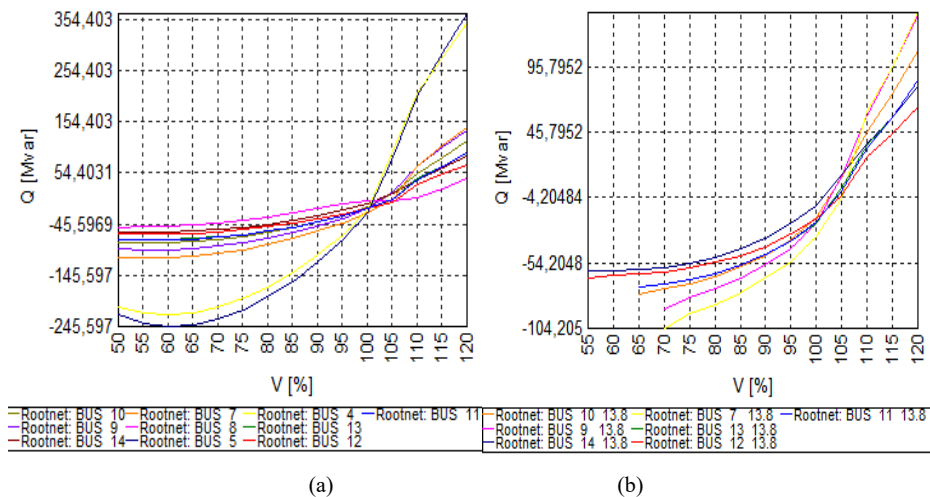 354,403
254,403
154,403
54,4031
-45,5969
-145,597
-245,597
Q [Mvar]
50 55 60 65 70 75 80 85 90 95 100 105 110 115 120
V [%]
Rootnet: BUS 10 Rootnet: BUS 7 Rootnet: BUS 4 Rootnet: BUS 11
Rootnet: BUS 9 Rootnet: BUS 8 Rootnet: BUS 13
Rootnet: BUS 14 Rootnet: BUS 5 Rootnet: BUS 12
(a)
95,7952
45,7952
-4,20484
-54,2048
-104,205
Q [Mvar]
55 60 65 70 75 80 85 90 95 100 105 110 115 120
V [%]
Rootnet: BUS 10 13.8 Rootnet: BUS 7 13.8 Rootnet: BUS 11 13.8
Rootnet: BUS 9 13.8 Rootnet: BUS 13 13.8
Rootnet: BUS 14 13.8 Rootnet: BUS 12 13.8
(b)